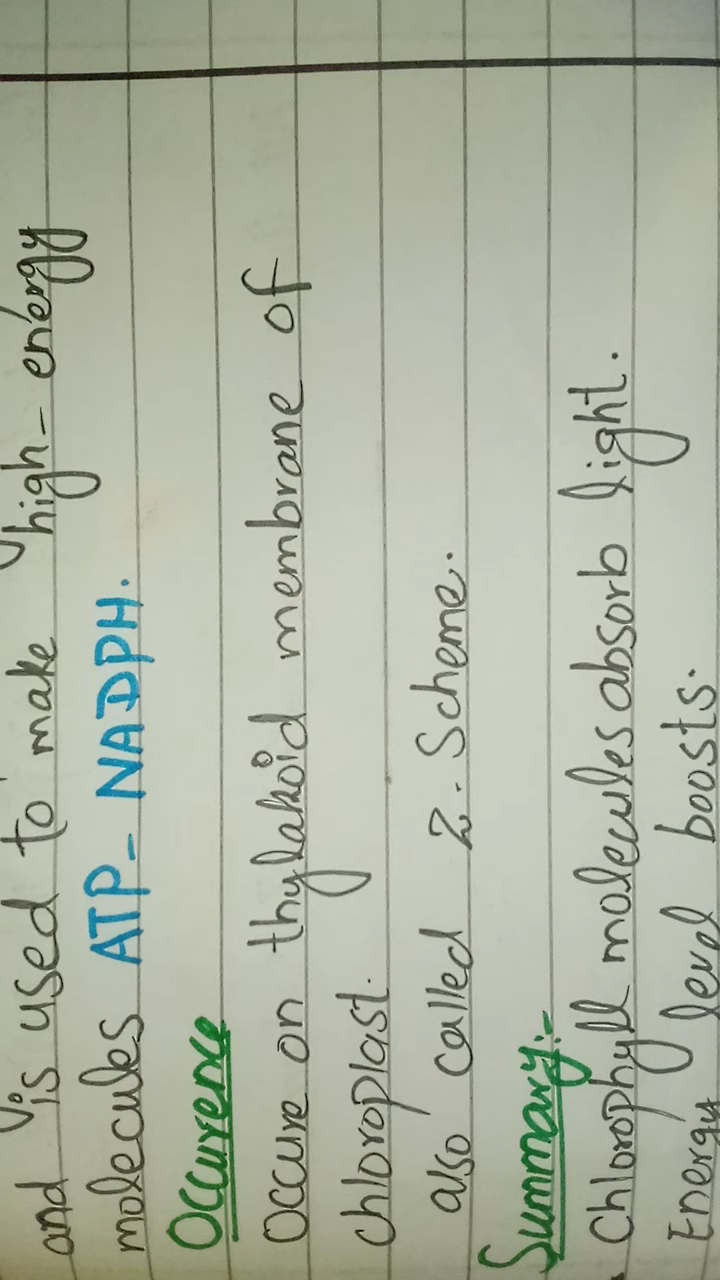 and is used to make high-energy
molecules ATP - NADPH.
Occurence
Occure on thylakoid membrane of
chloroplast.
also called Z. Scheme.
Summary:-
Chlorophyll molecules absorb light.
Energy level boosts.